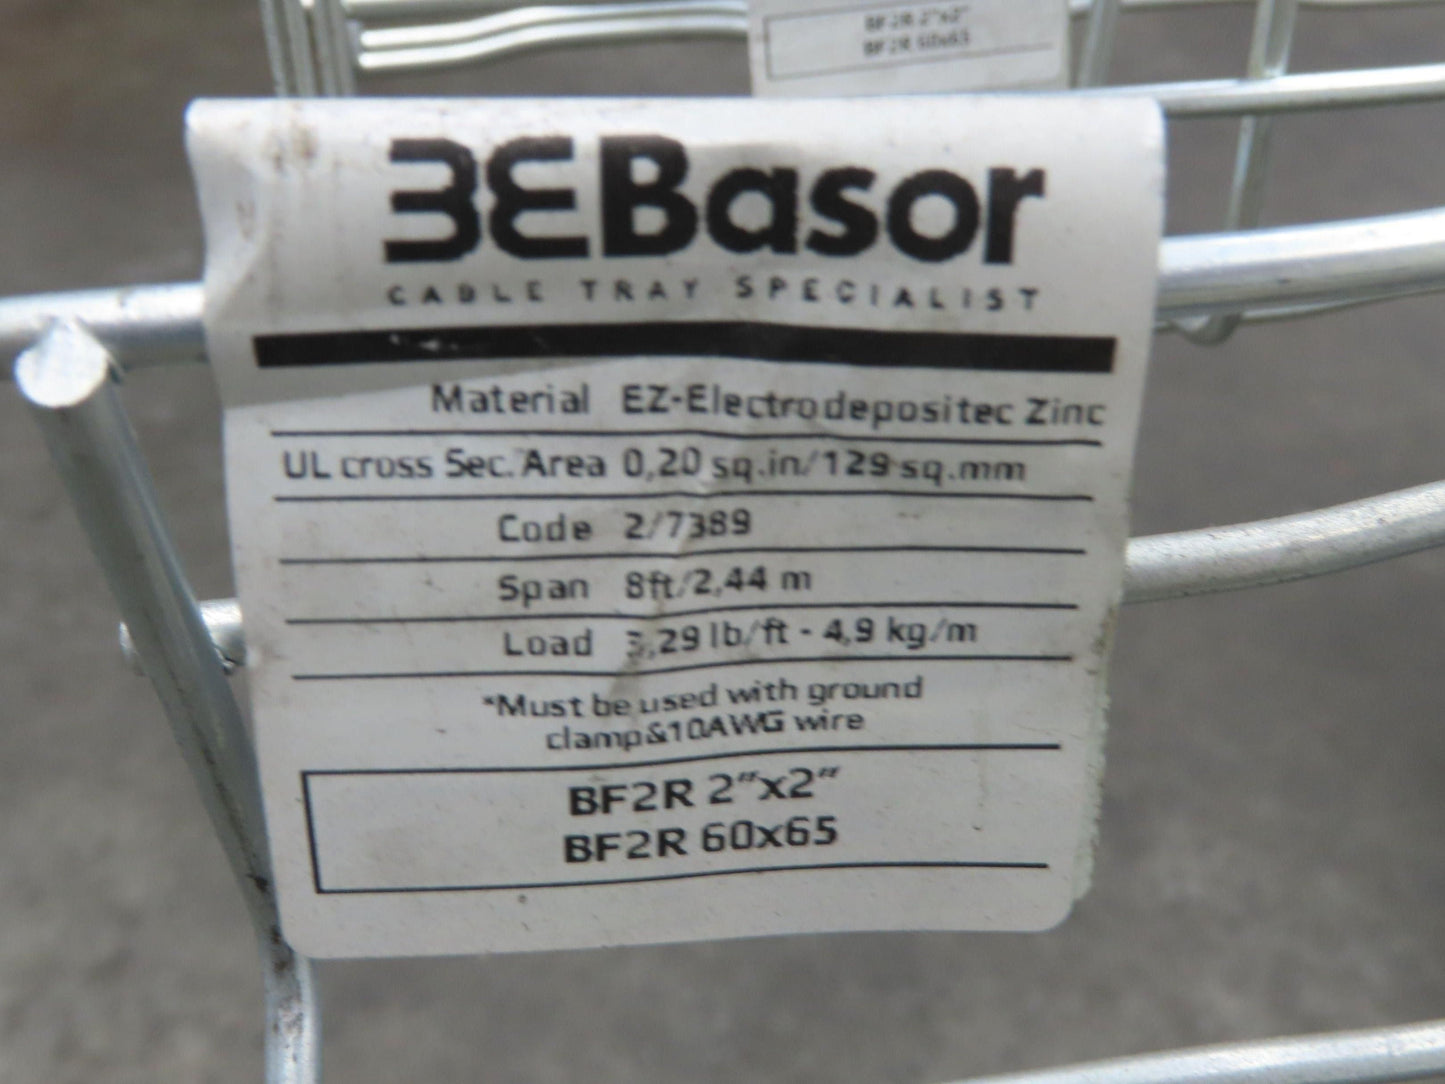 BF2R 2"x2"
BF2R 60x65
BEBasor
CABLE TRAY SPECIALIST
Material EZ-Electrodepositec Zinc
UL cross Sec. Area 0,20 sq.in/129 sq.mm
Code 2/7389
Span 8ft/2,44 m
Load 3,29 lb/ft - 4,9 kg/m
*Must be used with ground
clamp&10AWG wire
BF2R 2"x2"
BF2R 60x65